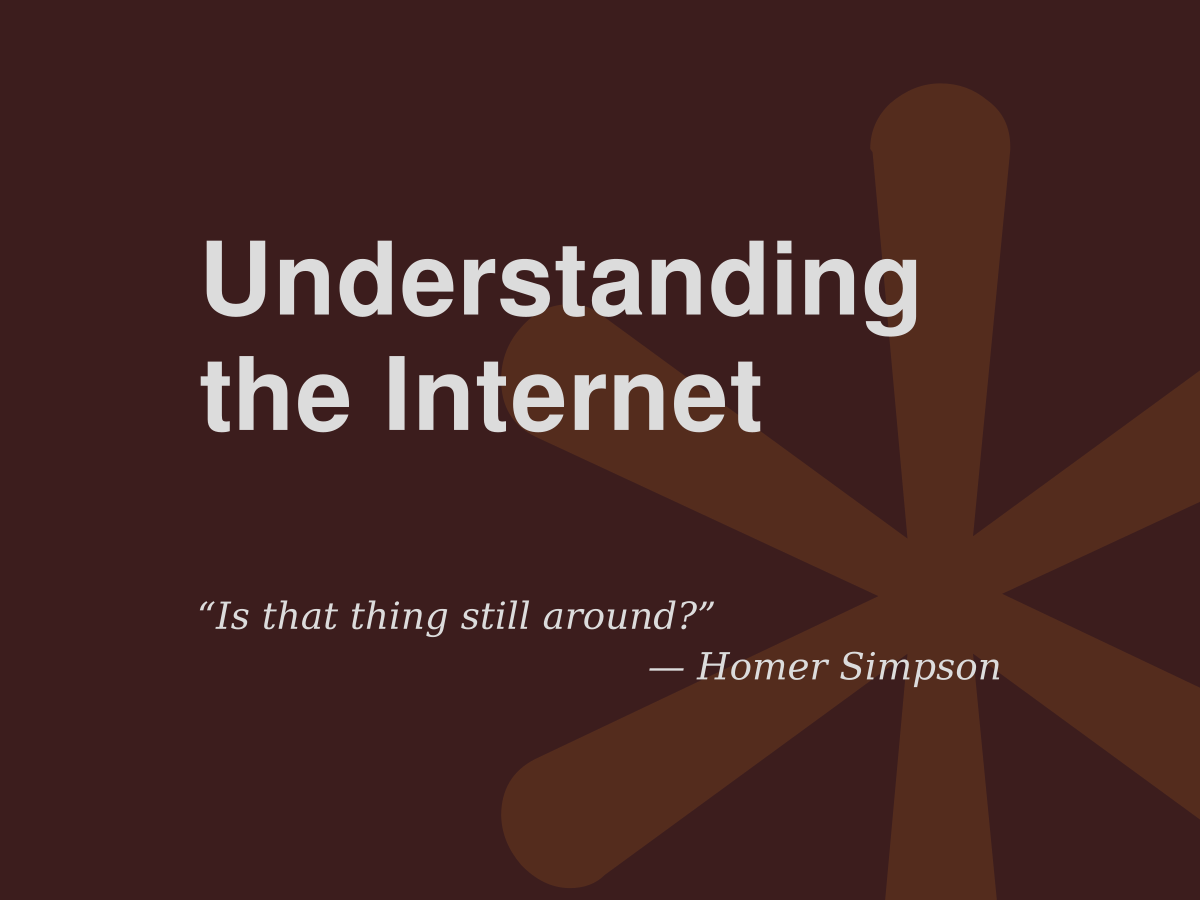 Understanding
the Internet
“Is that thing still around?”
— Homer Simpson